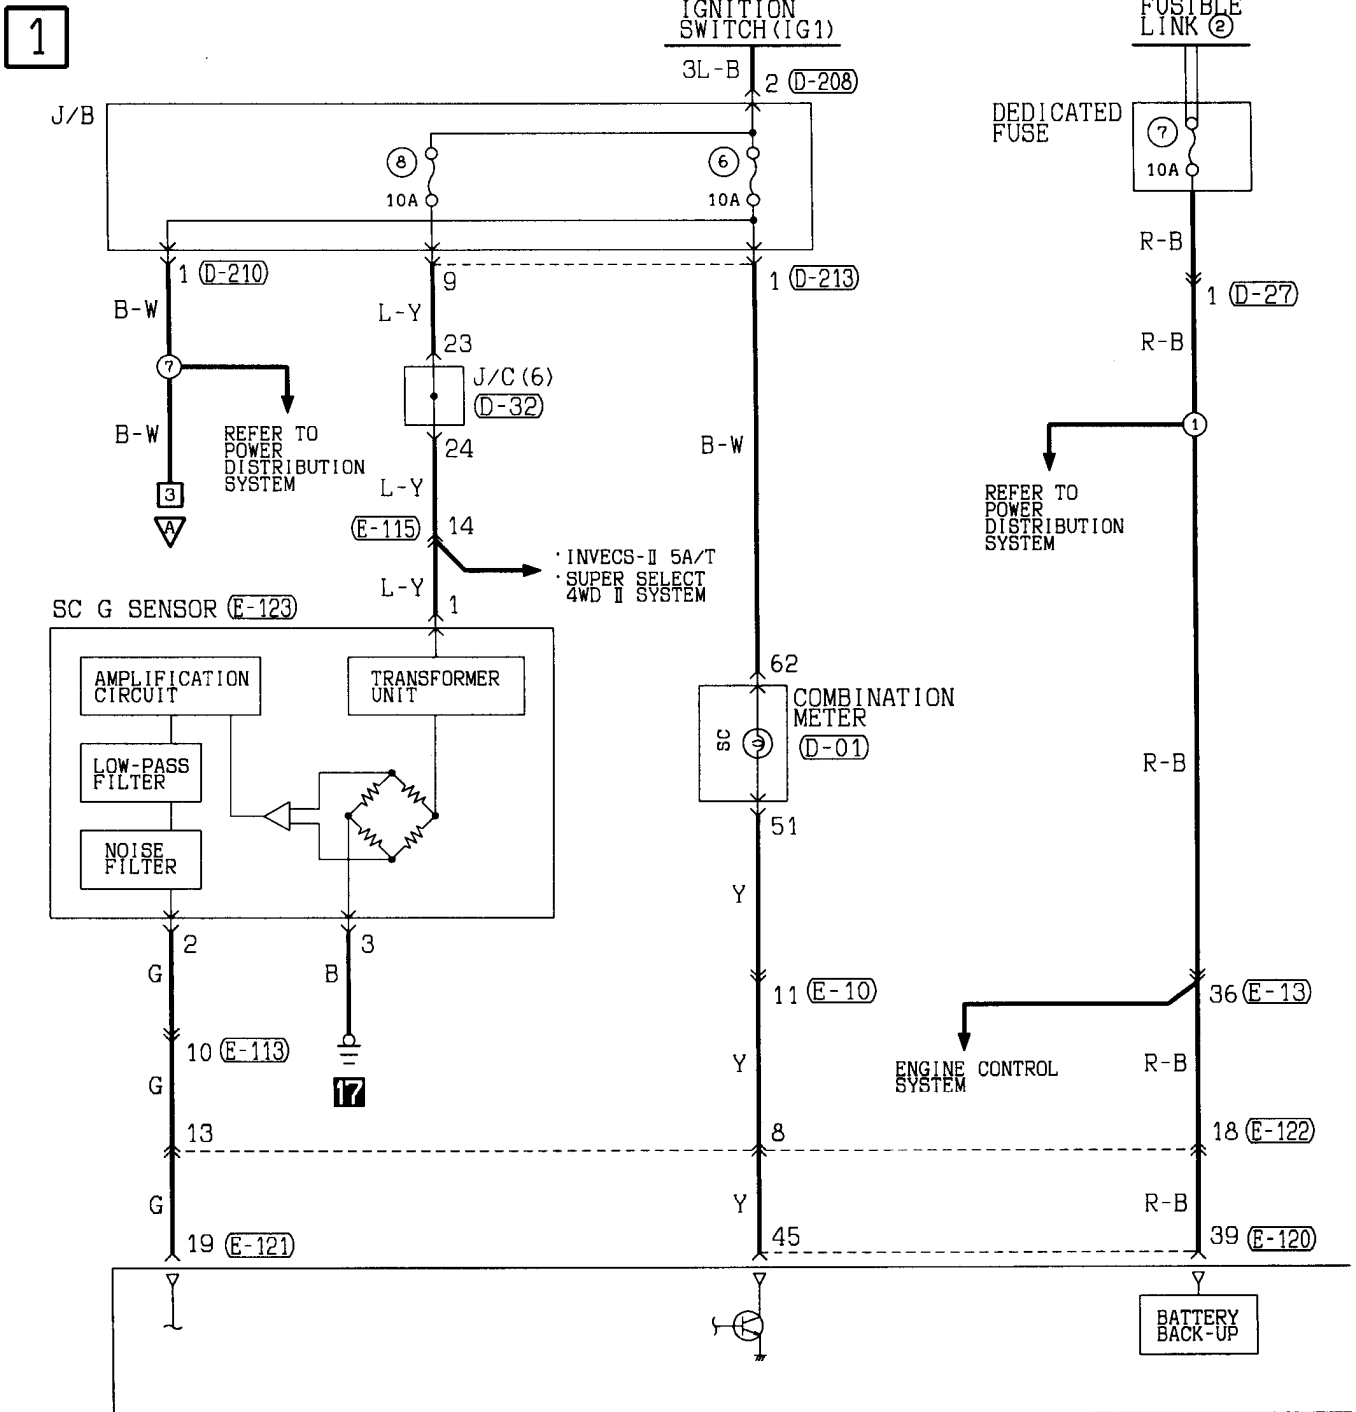 1
IGNITION
SWITCH(IG1)
FUSIBLE
LINK ②
3L-B
2 D-208
J/B
DEDICATED
FUSE
⑦
10A
⑧
10A
⑥
10A
R-B
1 D-210
9
1 D-213
1 D-27
B-W
L-Y
R-B
23
⑦
J/C(6)
D-32
①
B-W
REFER TO
POWER
DISTRIBUTION
SYSTEM
24
B-W
L-Y
3
A
REFER TO
POWER
DISTRIBUTION
SYSTEM
E-115 14
·INVECS-Ⅱ 5A/T
·SUPER SELECT
4WD Ⅱ SYSTEM
L-Y
1
SC G SENSOR E-123
AMPLIFICATION
CIRCUIT
TRANSFORMER
UNIT
62
COMBINATION
METER
D-01
SC
LOW-PASS
FILTER
R-B
51
NOISE
FILTER
Y
2
3
G
B
11 E-10
36 E-13
10 E-113
17
ENGINE CONTROL
SYSTEM
G
Y
R-B
13
8
18 E-122
G
Y
R-B
19 E-121
45
39 E-120
BATTERY
BACK-UP